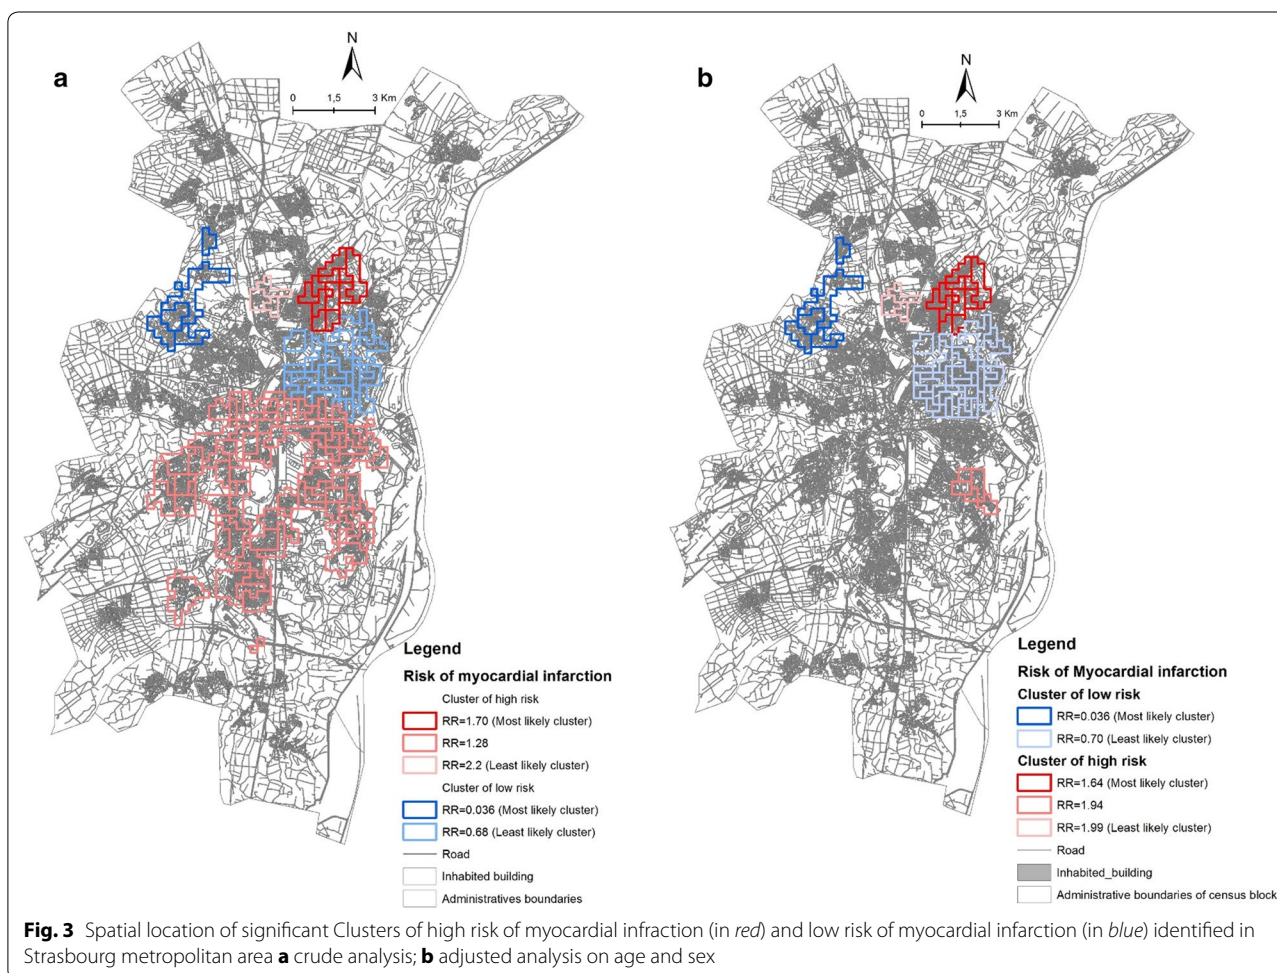 a
N
0 1,5 3 Km
Legend
Risk of myocardial infarction
Cluster of high risk
RR=1.70 (Most likely cluster)
RR=1.28
RR=2.2 (Least likely cluster)
Cluster of low risk
RR=0.036 (Most likely cluster)
RR=0.68 (Least likely cluster)
Road
Inhabited building
Administratives boundaries
b
N
0 1,5 3 Km
Legend
Risk of Myocardial infarction
Cluster of low risk
RR=0.036 (Most likely cluster)
RR=0.70 (Least likely cluster)
Cluster of high risk
RR=1.64 (Most likely cluster)
RR=1.94
RR=1.99 (Least likely cluster)
Road
Inhabited_building
Administrative boundaries of census block
Fig. 3 Spatial location of significant Clusters of high risk of myocardial infraction (in red) and low risk of myocardial infarction (in blue) identified in
Strasbourg metropolitan area a crude analysis; b adjusted analysis on age and sex